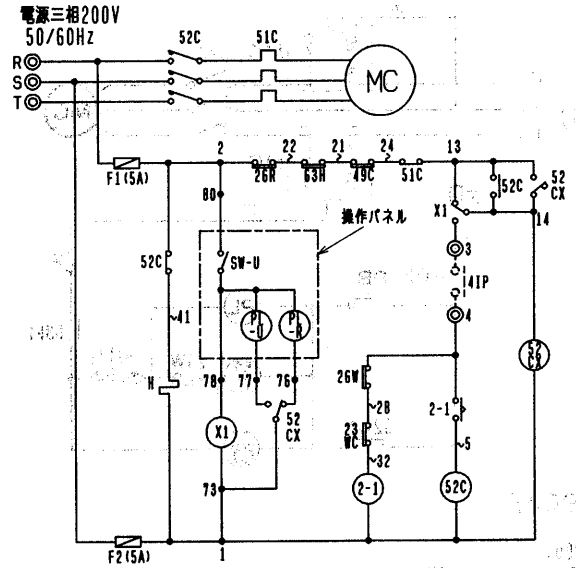 電源三相200V
50/60Hz
52C
51C
R
S
T
MC
2
22
21
24
13
F1(5A)
26R
63H
49C
51C
52C
52
CX
80
X1
14
操作パネル
52C
SW-U
3
4IP
41
PL
-U
PL
-R
4
H
78
77
76
26W
52
CX
2B
2-1
X1
52
CX
23
WC
5
32
73
2-1
52C
F2(5A)
1